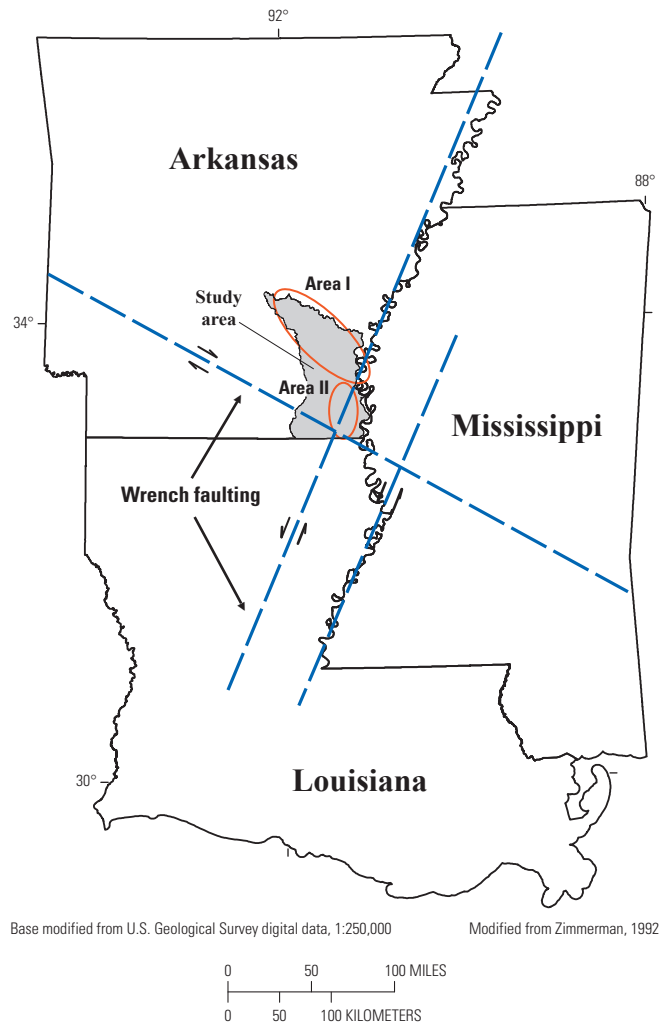 92°
Arkansas
88°
Area I
Study
area
34°
Area II
Mississippi
Wrench faulting
30°
Louisiana
Base modified from U.S. Geological Survey digital data, 1:250,000
Modified from Zimmerman, 1992
0 50 100 MILES
0 50 100 KILOMETERS